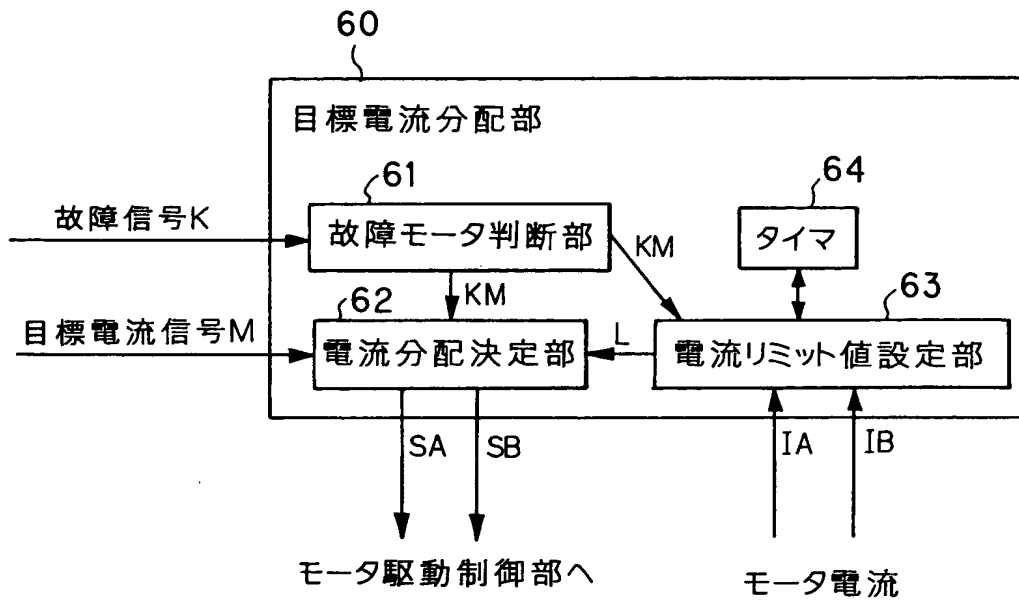 60
目標電流分配部
61
64
故障信号K
故障モータ判断部
タイマ
KM
KM
62
63
目標電流信号M
電流分配決定部
L
電流リミット値設定部
SA
SB
IA
IB
モータ駆動制御部へ
モータ電流